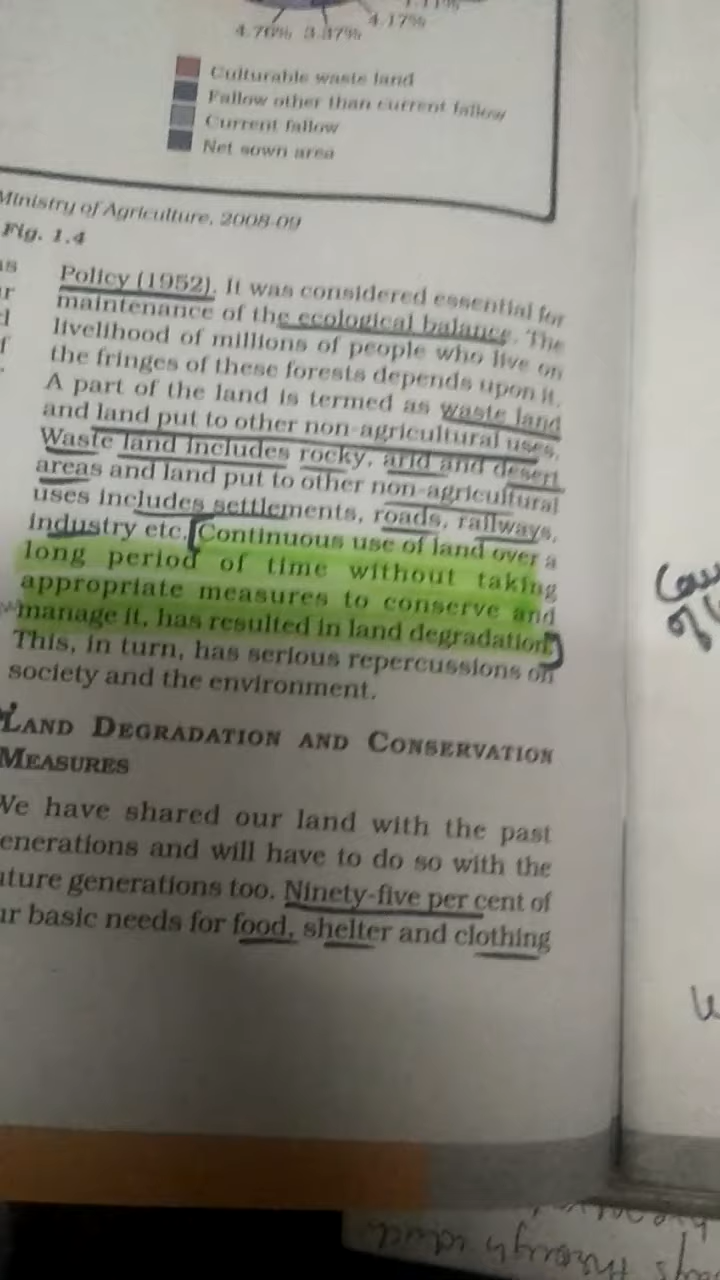 4.76% 3.37%
4.17%
Culturable waste land
Fallow other than current fallow
Current fallow
Net sown area
Ministry of Agriculture, 2008-09
Fig. 1.4
Policy (1952). It was considered essential for
maintenance of the ecological balance. The
livelihood of millions of people who live on
the fringes of these forests depends upon it.
A part of the land is termed as waste land
and land put to other non-agricultural uses.
Waste land includes rocky, arid and desert
areas and land put to other non-agricultural
uses includes settlements, roads, railways,
industry etc. Continuous use of land over a
long period of time without taking
appropriate measures to conserve and
manage it, has resulted in land degradation.
This, in turn, has serious repercussions on
society and the environment.
LAND DEGRADATION AND CONSERVATION
MEASURES
We have shared our land with the past
enerations and will have to do so with the
uture generations too. Ninety-five per cent of
ur basic needs for food, shelter and clothing